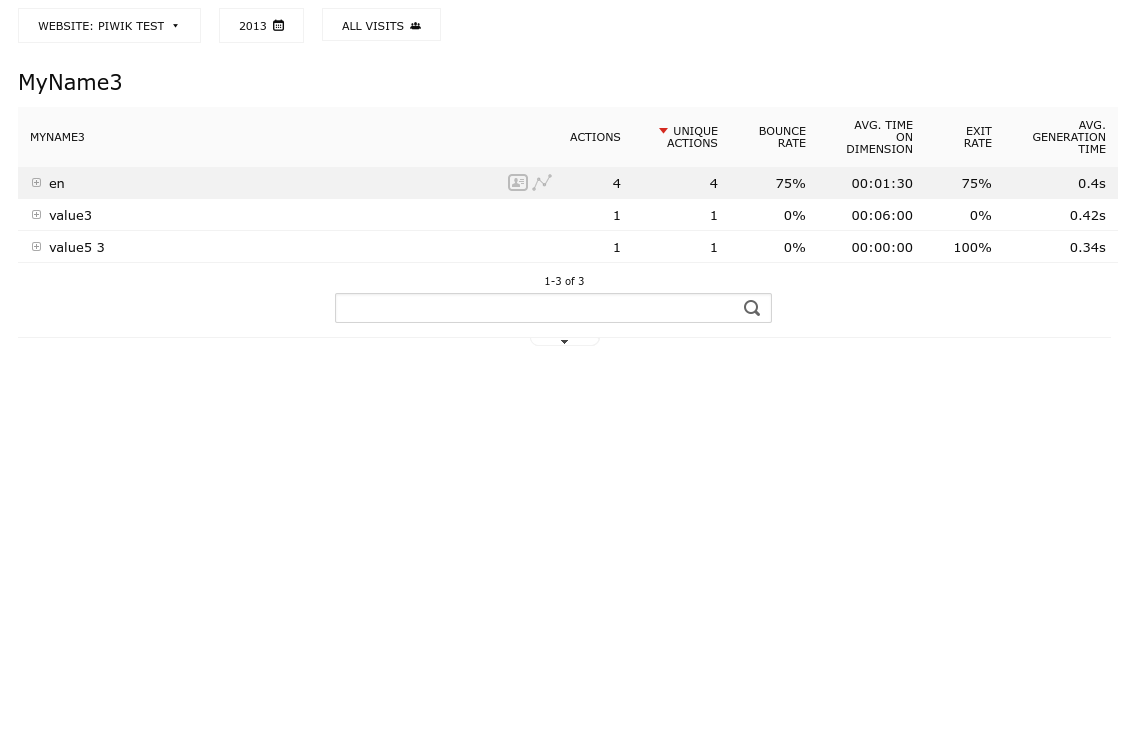 WEBSITE: PIWIK TEST 2013 ALL VISITS
MyName3
MYNAME3 ACTIONS UNIQUE ACTIONS BOUNCE RATE AVG. TIME ON DIMENSION EXIT RATE AVG. GENERATION TIME
en 4 4 75% 00:01:30 75% 0.4s
value3 1 1 0% 00:06:00 0% 0.42s
value5 3 1 1 0% 00:00:00 100% 0.34s
1-3 of 3